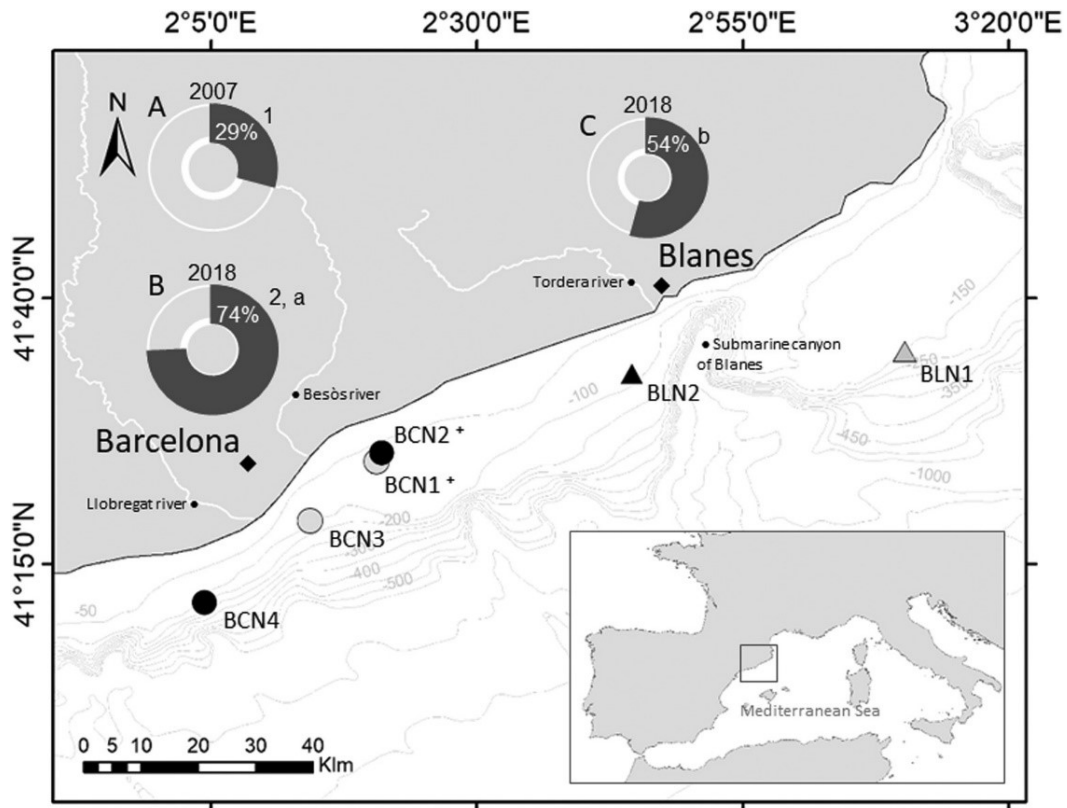 2°5'0"E
2°30'0"E
2°55'0"E
3°20'0"E
N
A
2007
1
29%
C
2018
b
54%
B
2018
2, a
74%
41°40'0"N
41°15'0"N
Blanes
Tordera river
Submarine canyon
of Blanes
Besòs river
Barcelona
Llobregat river
BLN1
BLN2
BCN2 +
BCN1 +
BCN3
BCN4
-150
-350
-450
-1000
-100
-200
-400
-500
-50
Mediterranean Sea
0 5 10 20 30 40
Klm